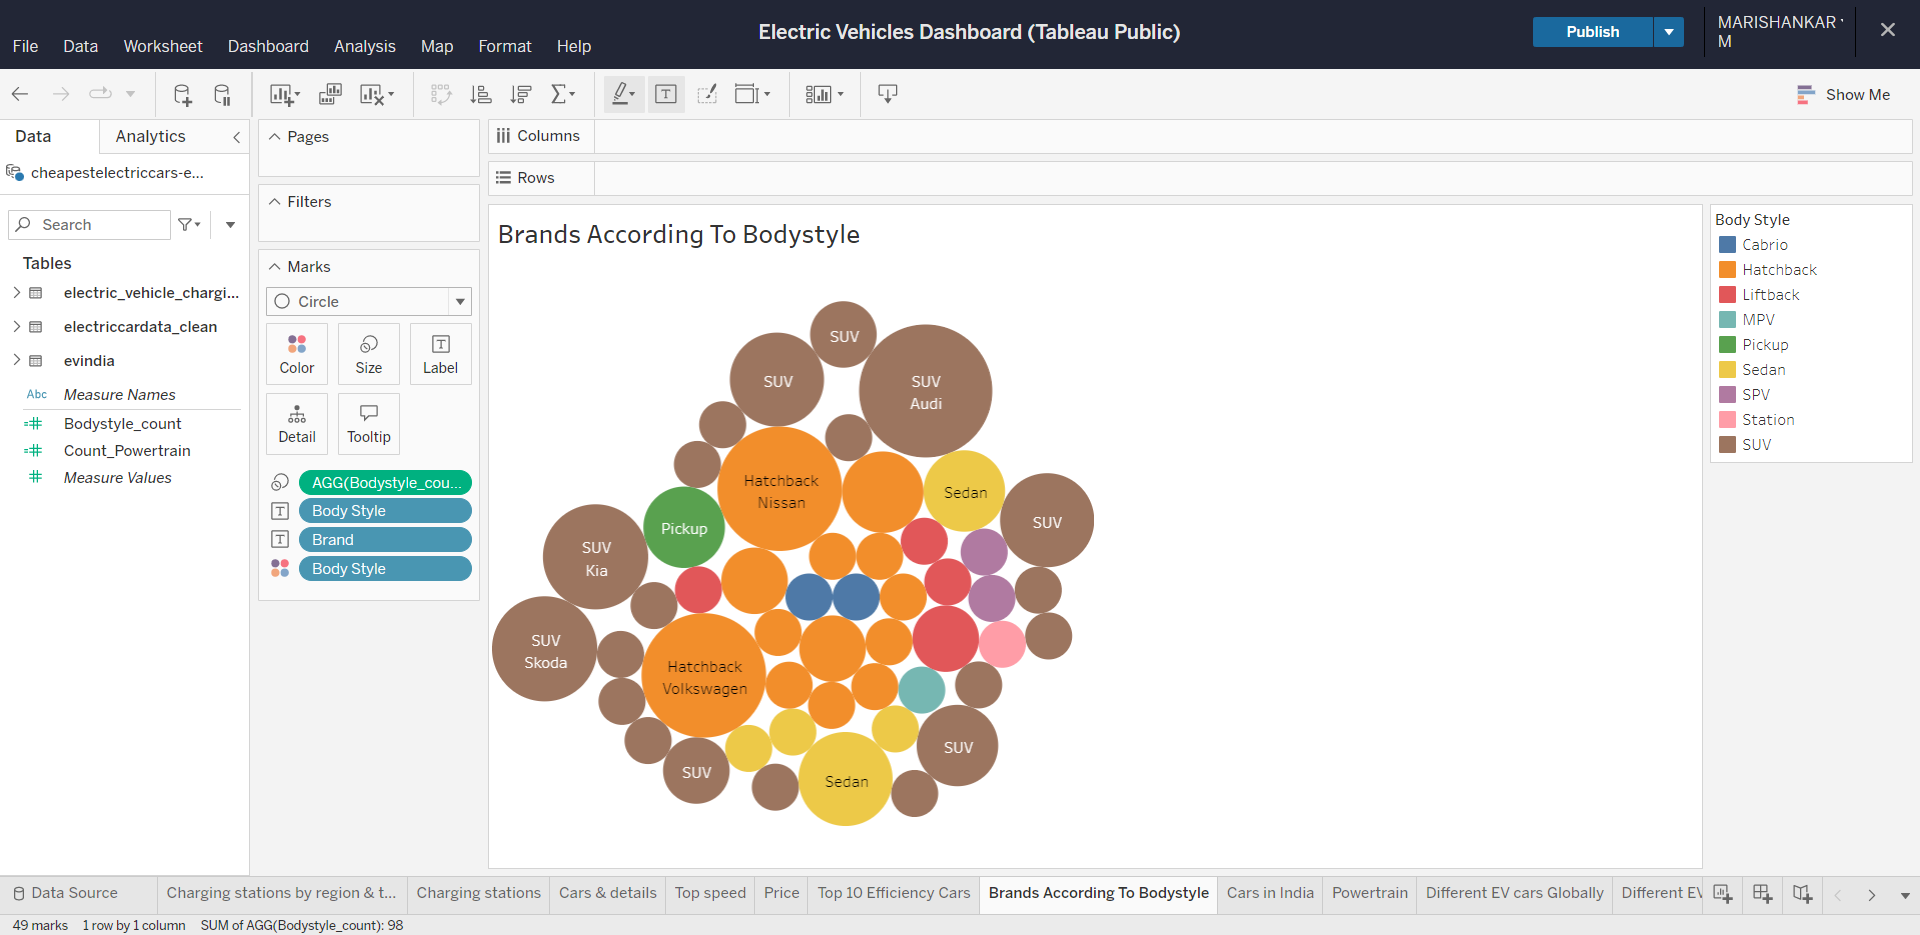 Electric Vehicles Dashboard (Tableau Public)
Publish
MARISHANKAR
M
File Data Worksheet Dashboard Analysis Map Format Help
Show Me
Data Analytics
cheapestelectriccars-e...
Search
Tables
electric_vehicle_chargi...
electriccardata_clean
evindia
Abc Measure Names
Bodystyle_count
Count_Powertrain
Measure Values
Pages
Filters
Marks
Circle
Color Size Label
Detail Tooltip
AGG(Bodystyle_cou...
Body Style
Brand
Body Style
Columns
Rows
Brands According To Bodystyle
SUV
SUV
SUV
Audi
Hatchback
Nissan
Sedan
SUV
Pickup
SUV
Kia
SUV
Skoda
Hatchback
Volkswagen
SUV
SUV
Sedan
Body Style
Cabrio
Hatchback
Liftback
MPV
Pickup
Sedan
SPV
Station
SUV
Data Source Charging stations by region & t... Charging stations Cars & details Top speed Price Top 10 Efficiency Cars Brands According To Bodystyle Cars in India Powertrain Different EV cars Globally Different EV
49 marks 1 row by 1 column SUM of AGG(Bodystyle_count): 98